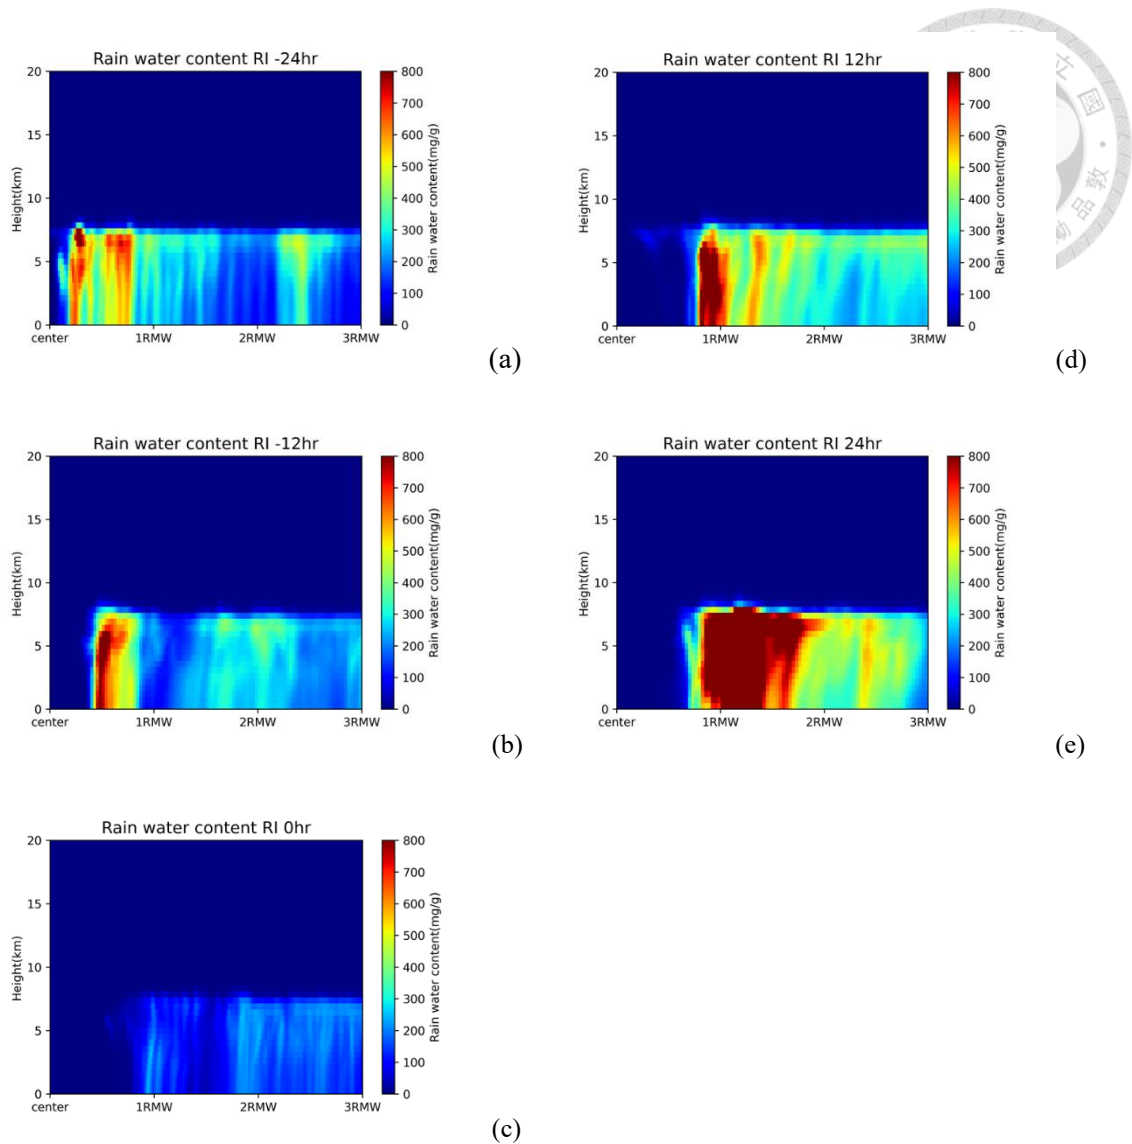 Rain water content RI -24hr
20
15
10
5
0
Height(km)
center
1RMW
2RMW
3RMW
800
700
600
500
400
300
200
100
0
Rain water content(mg/g)
(a)
Rain water content RI 12hr
20
15
10
5
0
Height(km)
center
1RMW
2RMW
3RMW
800
700
600
500
400
300
200
100
0
Rain water content(mg/g)
(d)
立
國
敦
品
Rain water content RI -12hr
20
15
10
5
0
Height(km)
center
1RMW
2RMW
3RMW
800
700
600
500
400
300
200
100
0
Rain water content(mg/g)
(b)
Rain water content RI 24hr
20
15
10
5
0
Height(km)
center
1RMW
2RMW
3RMW
800
700
600
500
400
300
200
100
0
Rain water content(mg/g)
(e)
Rain water content RI 0hr
20
15
10
5
0
Height(km)
center
1RMW
2RMW
3RMW
800
700
600
500
400
300
200
100
0
Rain water content(mg/g)
(c)